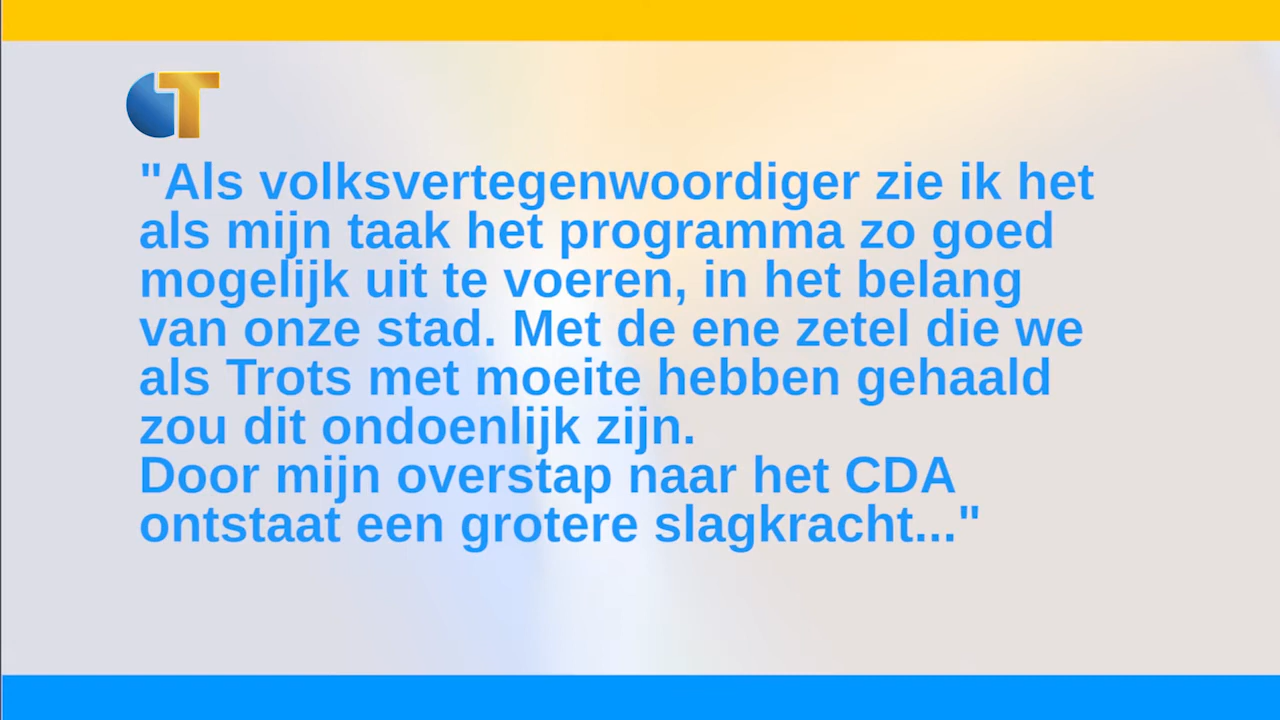 "Als volksvertegenwoordiger zie ik het
als mijn taak het programma zo goed
mogelijk uit te voeren, in het belang
van onze stad. Met de ene zetel die we
als Trots met moeite hebben gehaald
zou dit ondoenlijk zijn.
Door mijn overstap naar het CDA
ontstaat een grotere slagkracht..."